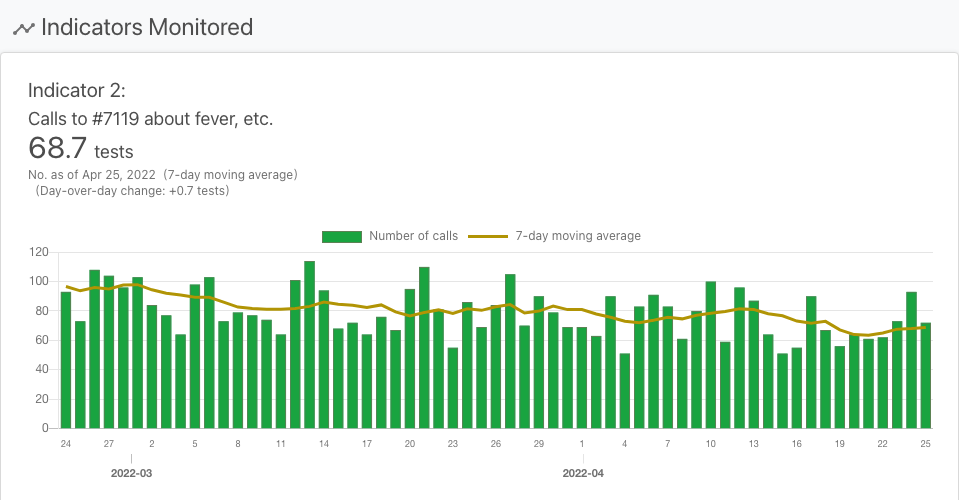 Indicators Monitored
Indicator 2:
Calls to #7119 about fever, etc.
68.7 tests
No. as of Apr 25, 2022 (7-day moving average)
(Day-over-day change: +0.7 tests)
Number of calls 7-day moving average
120
100
80
60
40
20
0
24 27 2 5 8 11 14 17 20 23 26 29 1 4 7 10 13 16 19 22 25
2022-03 2022-04